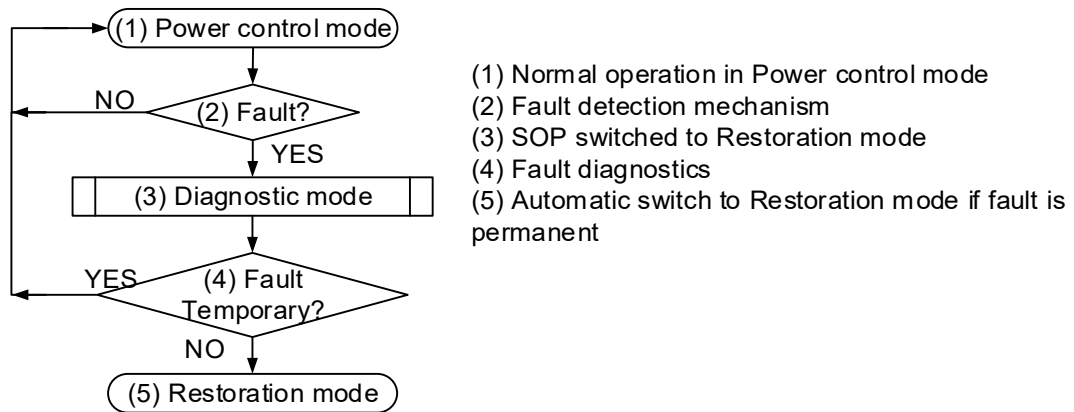 (1) Power control mode
NO
(2) Fault?
YES
(3) Diagnostic mode
YES
(4) Fault
Temporary?
NO
(5) Restoration mode
(1) Normal operation in Power control mode
(2) Fault detection mechanism
(3) SOP switched to Restoration mode
(4) Fault diagnostics
(5) Automatic switch to Restoration mode if fault is
permanent